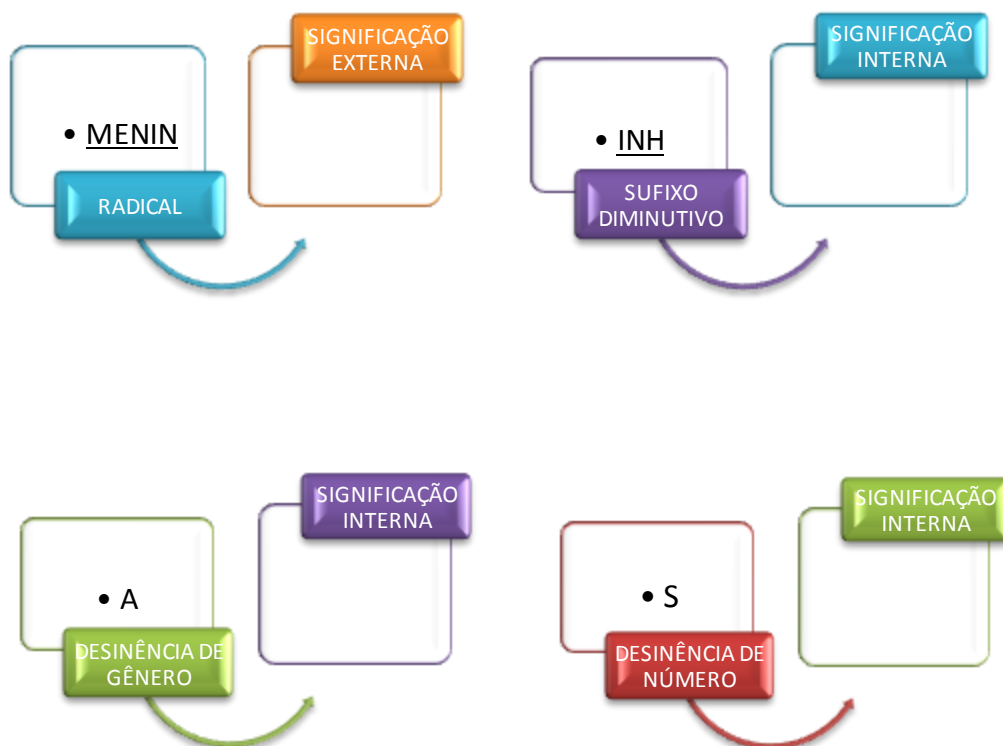 SIGNIFICAÇÃO
EXTERNA
• MENIN
RADICAL
SIGNIFICAÇÃO
INTERNA
• INH
SUFIXO
DIMINUTIVO
SIGNIFICAÇÃO
INTERNA
• A
DESINÊNCIA DE
GÊNERO
SIGNIFICAÇÃO
INTERNA
• S
DESINÊNCIA DE
NÚMERO